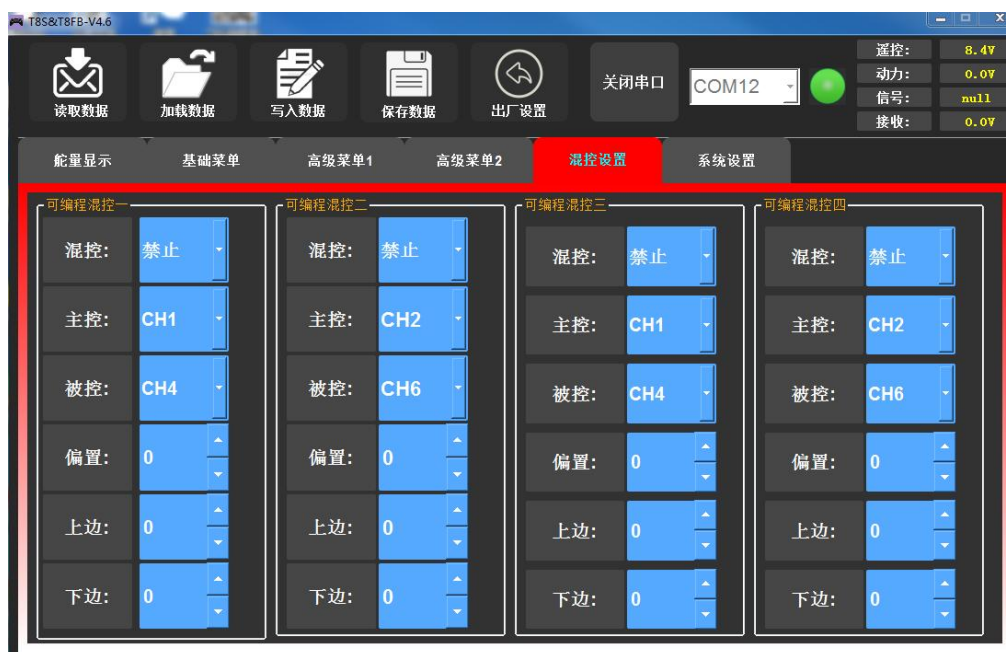 T8S&T8FB-V4.6
读取数据 加载数据 写入数据 保存数据 出厂设置 关闭串口 COM12
遥控: 8.4V
动力: 0.0V
信号: null
接收: 0.0V
舵量显示 基础菜单 高级菜单1 高级菜单2 混控设置 系统设置
可编程混控一
混控: 禁止
主控: CH1
被控: CH4
偏置: 0
上边: 0
下边: 0
可编程混控二
混控: 禁止
主控: CH2
被控: CH6
偏置: 0
上边: 0
下边: 0
可编程混控三
混控: 禁止
主控: CH1
被控: CH4
偏置: 0
上边: 0
下边: 0
可编程混控四
混控: 禁止
主控: CH2
被控: CH6
偏置: 0
上边: 0
下边: 0